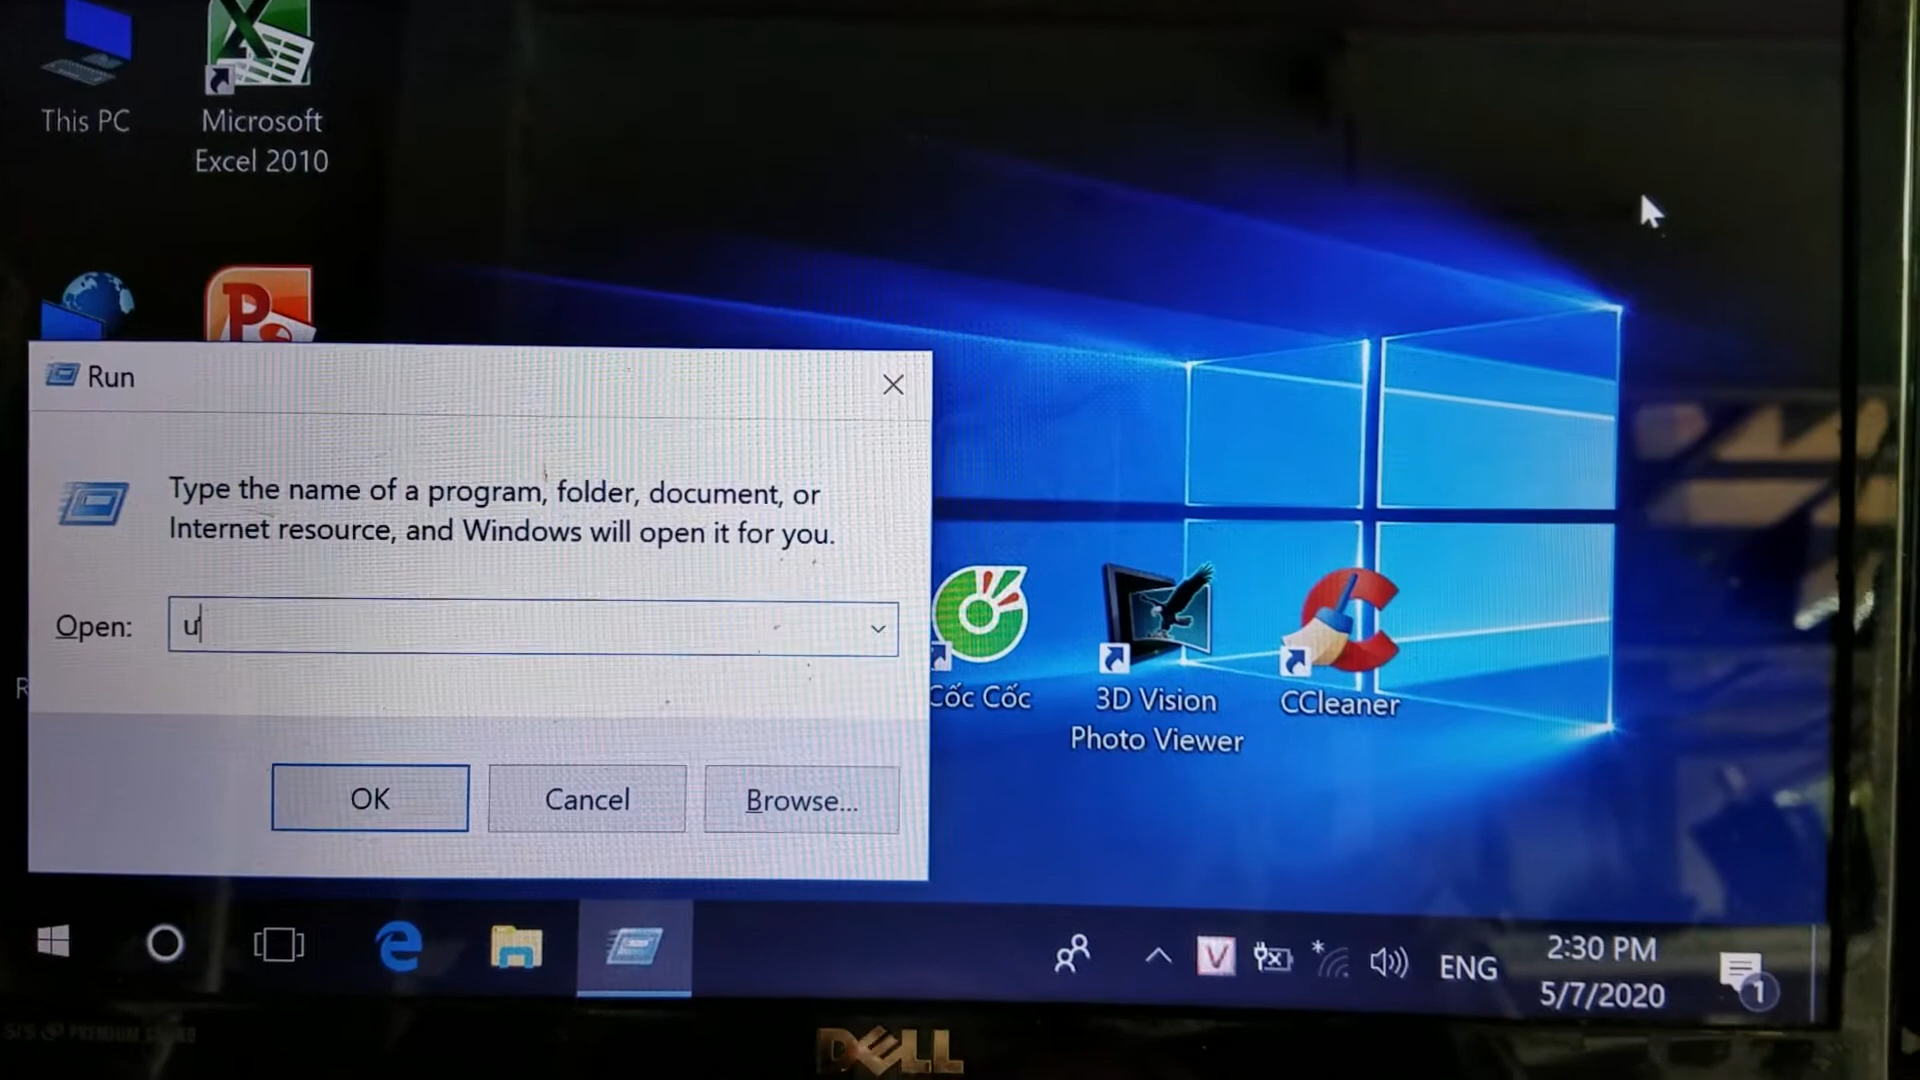 This PC
Microsoft
Excel 2010
Run
Type the name of a program, folder, document, or
Internet resource, and Windows will open it for you.
Open:
u
OK
Cancel
Browse...
R
Cốc Cốc
3D Vision
Photo Viewer
CCleaner
V
ENG
2:30 PM
5/7/2020
1
DELL